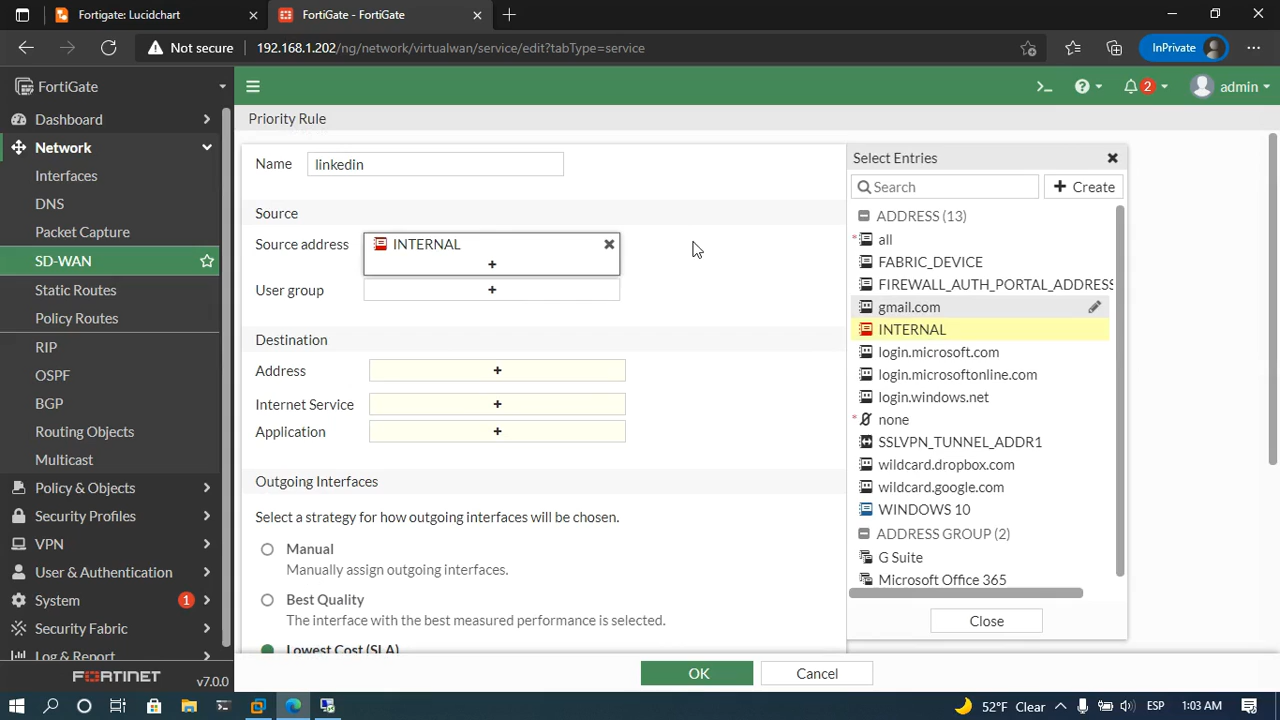 Fortigate: Lucidchart
FortiGate - FortiGate
Not secure
192.168.1.202/ng/network/virtualwan/service/edit?tabType=service
InPrivate
FortiGate
2
admin
Dashboard
Network
Interfaces
DNS
Packet Capture
SD-WAN
Static Routes
Policy Routes
RIP
OSPF
BGP
Routing Objects
Multicast
Policy & Objects
Security Profiles
VPN
User & Authentication
System
1
Security Fabric
Log & Report
FORTINET
v7.0.0
Priority Rule
Name
linkedin
Source
Source address
INTERNAL
User group
Destination
Address
Internet Service
Application
Outgoing Interfaces
Select a strategy for how outgoing interfaces will be chosen.
Manual
Manually assign outgoing interfaces.
Best Quality
The interface with the best measured performance is selected.
Lowest Cost (SLA)
OK
Cancel
Select Entries
Search
Create
ADDRESS (13)
all
FABRIC_DEVICE
FIREWALL_AUTH_PORTAL_ADDRESS
gmail.com
INTERNAL
login.microsoft.com
login.microsoftonline.com
login.windows.net
none
SSLVPN_TUNNEL_ADDR1
wildcard.dropbox.com
wildcard.google.com
WINDOWS 10
ADDRESS GROUP (2)
G Suite
Microsoft Office 365
Close
52°F Clear
ESP
1:03 AM